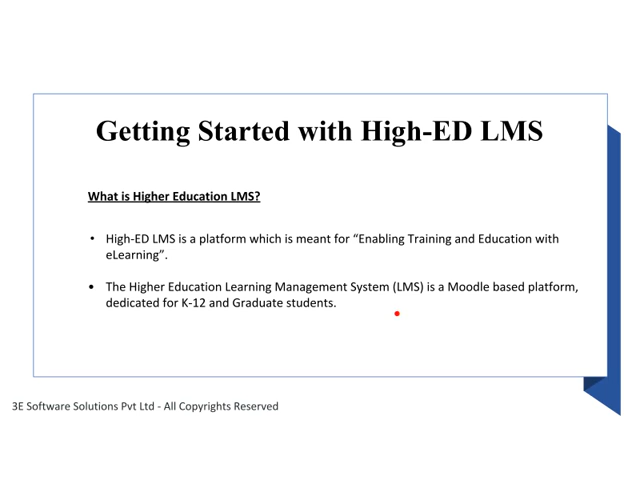 Getting Started with High-ED LMS
What is Higher Education LMS?
• High-ED LMS is a platform which is meant for “Enabling Training and Education with
eLearning”.
• The Higher Education Learning Management System (LMS) is a Moodle based platform,
dedicated for K-12 and Graduate students.
3E Software Solutions Pvt Ltd - All Copyrights Reserved